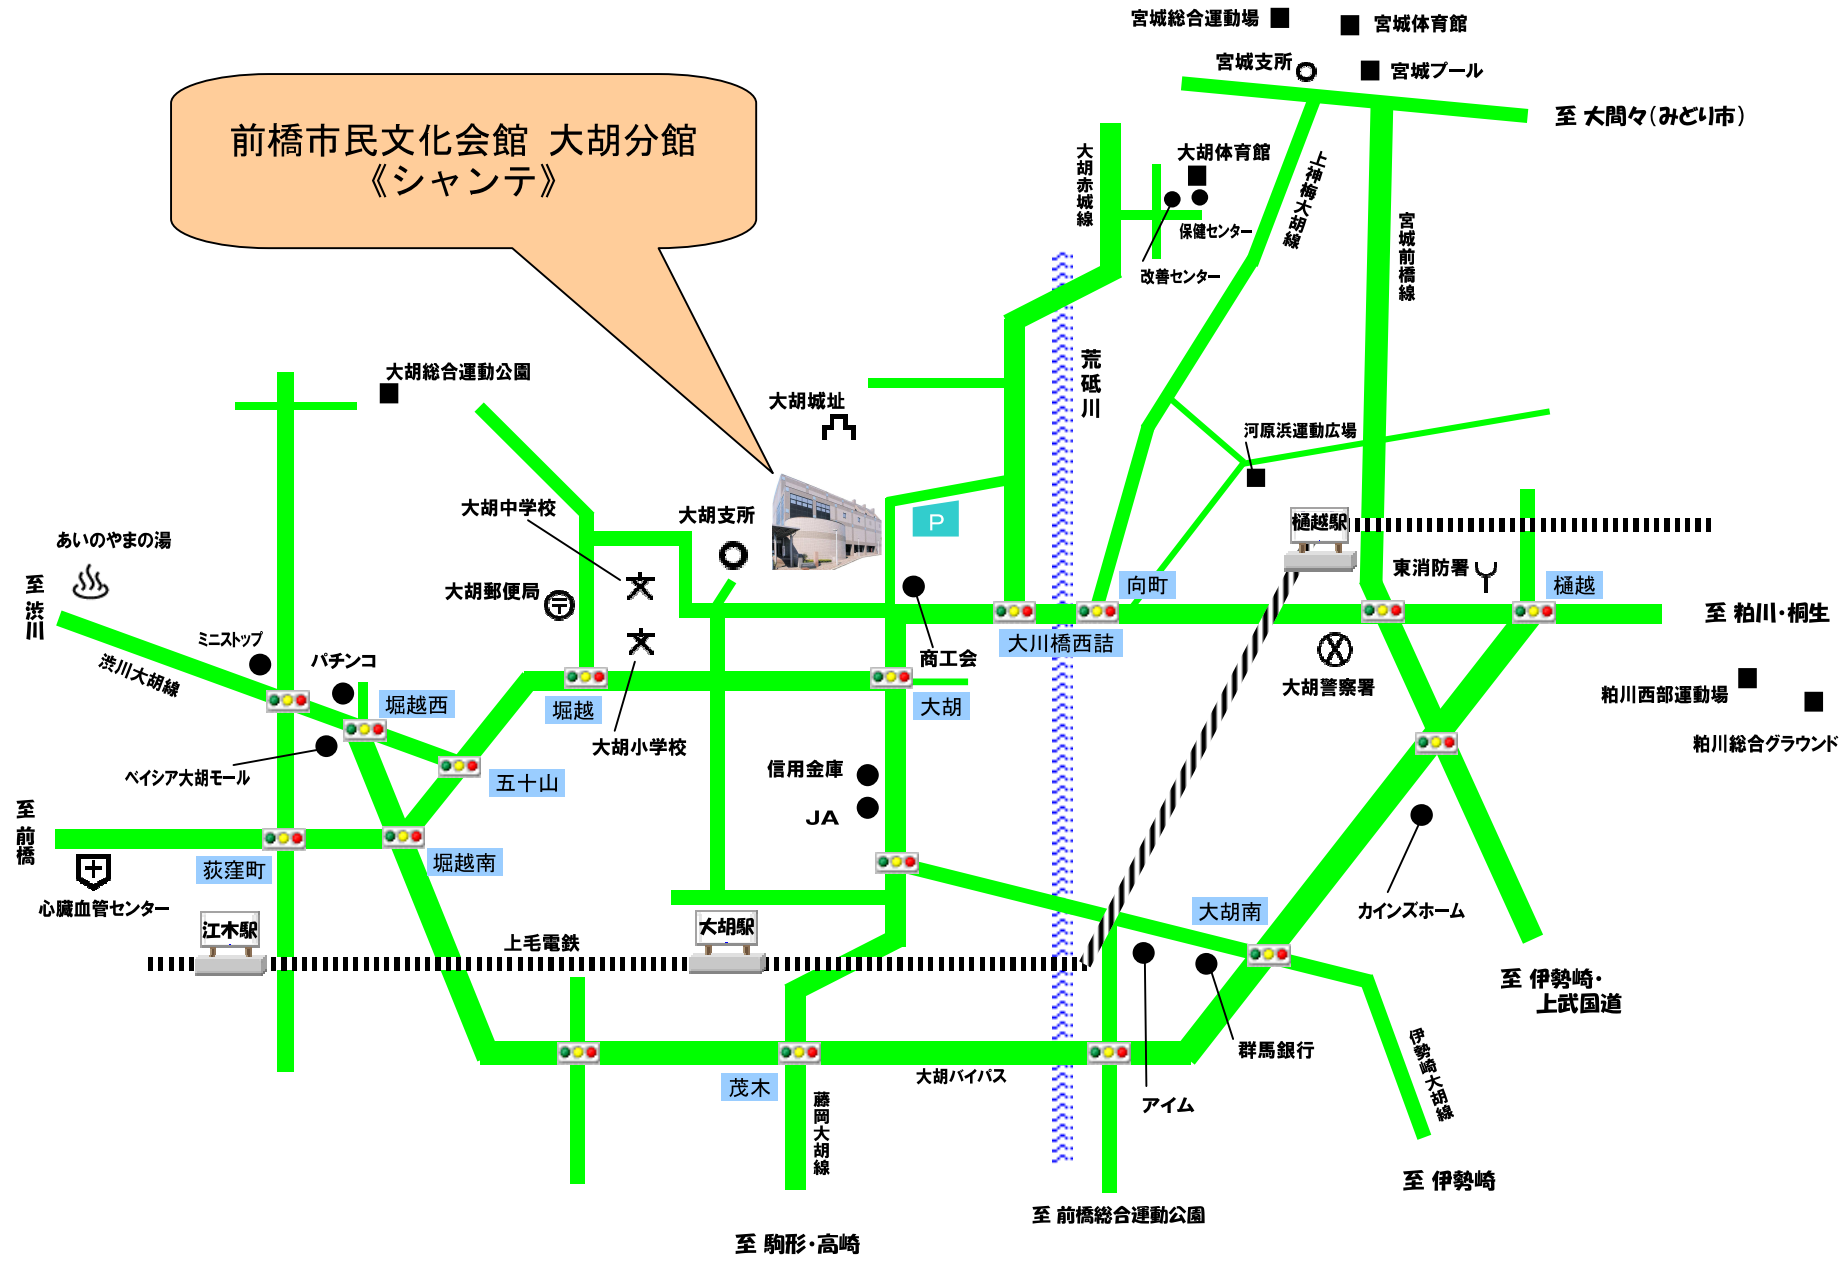 宮城総合運動場
宮城体育館
宮城支所
宮城プール
至 大間々(みどり市)
前橋市民文化会館 大胡分館
《シャンテ》
大胡赤城線
大胡体育館
保健センター
改善センター
上神梅大胡線
宮城前橋線
荒砥川
大胡総合運動公園
大胡城址
河原浜運動広場
大胡中学校
大胡支所
P
樋越駅
あいのやまの湯
至 渋川
大胡郵便局
向町
東消防署
樋越
至 粕川・桐生
ミニストップ
パチンコ
渋川大胡線
商工会
大川橋西詰
大胡警察署
粕川西部運動場
堀越西
堀越
大胡
大胡小学校
粕川総合グラウンド
ベイシア大胡モール
五十山
信用金庫
JA
至 前橋
荻窪町
堀越南
心臓血管センター
大胡南
カインズホーム
江木駅
上毛電鉄
大胡駅
至 伊勢崎・
上武国道
群馬銀行
伊勢崎大胡線
茂木
大胡バイパス
アイム
藤岡大胡線
至 伊勢崎
至 前橋総合運動公園
至 駒形・高崎